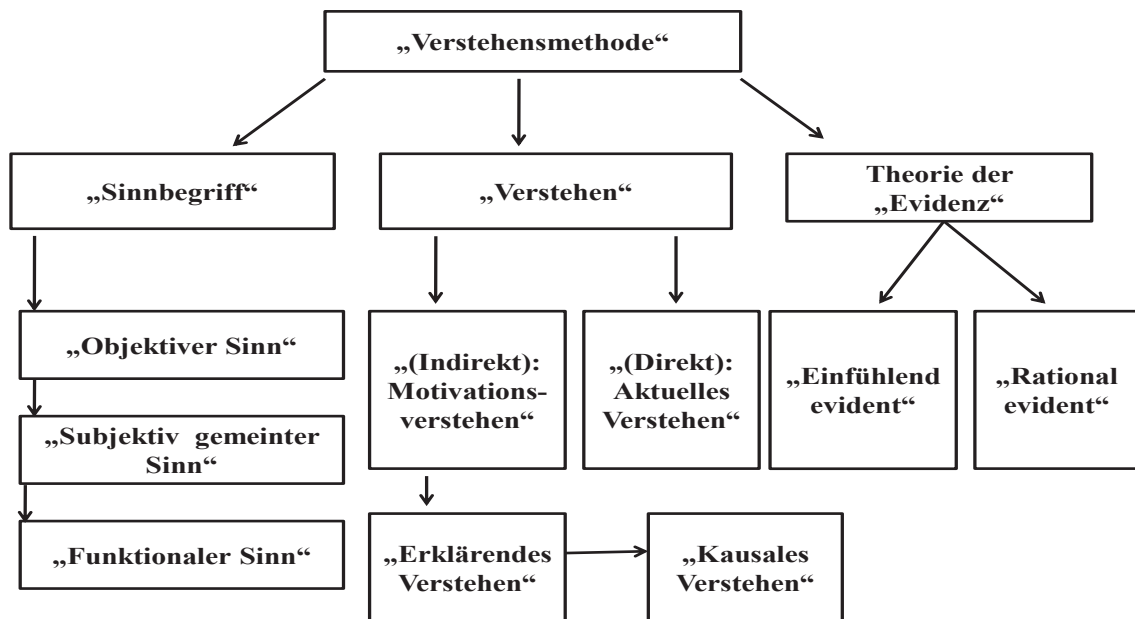 „Verstehensmethode“
„Sinnbegriff“
„Verstehen“
Theorie der
„Evidenz“
„Objektiver Sinn“
„Subjektiv gemeinter
Sinn“
„Funktionaler Sinn“
„(Indirekt):
Motivations-
verstehen“
„(Direkt):
Aktuelles
Verstehen“
„Einfühlend
evident“
„Rational
evident“
„Erklärendes
Verstehen“
„Kausales
Verstehen“